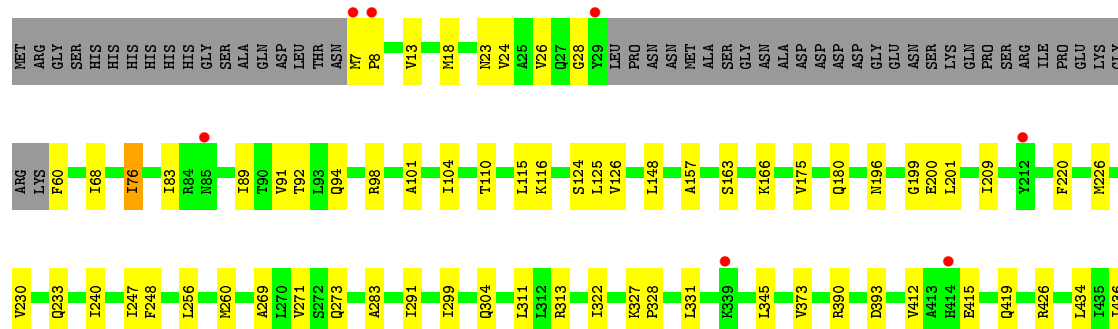 MET ARG GLY SER HIS HIS HIS HIS HIS HIS GLY SER ALA GLN ASP LEU THR ASN M7 P8 V13 M18 N23 V24 A25 V26 Q27 G28 Y29 LEU PRO ASN ASN MET ALA SER GLY ASN ALA ASP ASP ASP ASP GLY GLU ASN SER LYS GLN PRO SER ARG ILE PRO GLU LYS GLY
ARG LYS F60 I68 I76 I83 R84 N85 I89 T90 V91 T92 L93 Q94 R98 A101 I104 T110 L115 K116 S124 L125 V126 L148 A157 S163 K166 V175 Q180 N196 G199 E200 L201 I209 Y212 F220 M226
V230 Q233 I240 I247 F248 L256 M260 A269 L270 V271 S272 Q273 A283 I291 I299 Q304 L311 L312 R313 I322 K327 P328 L331 K339 L345 V373 R390 D393 V412 A413 H414 E415 Q419 R426 L434 I435